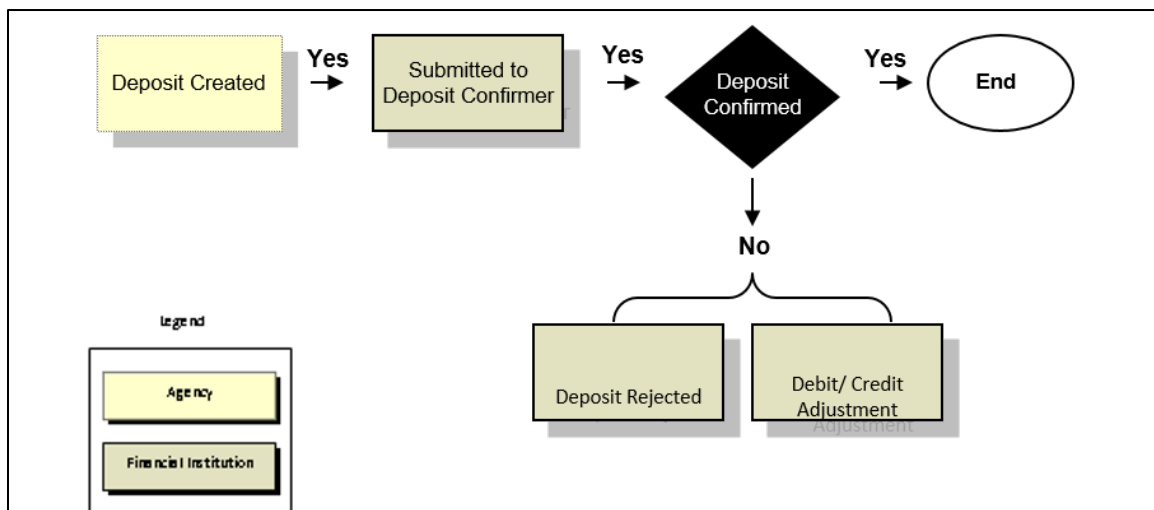 Deposit Created
Yes
Submitted to
Deposit Confirmer
Yes
Deposit
Confirmed
Yes
End
No
Deposit Rejected
Debit/ Credit
Adjustment
Adjustment
Legend
Agency
Financial Institution